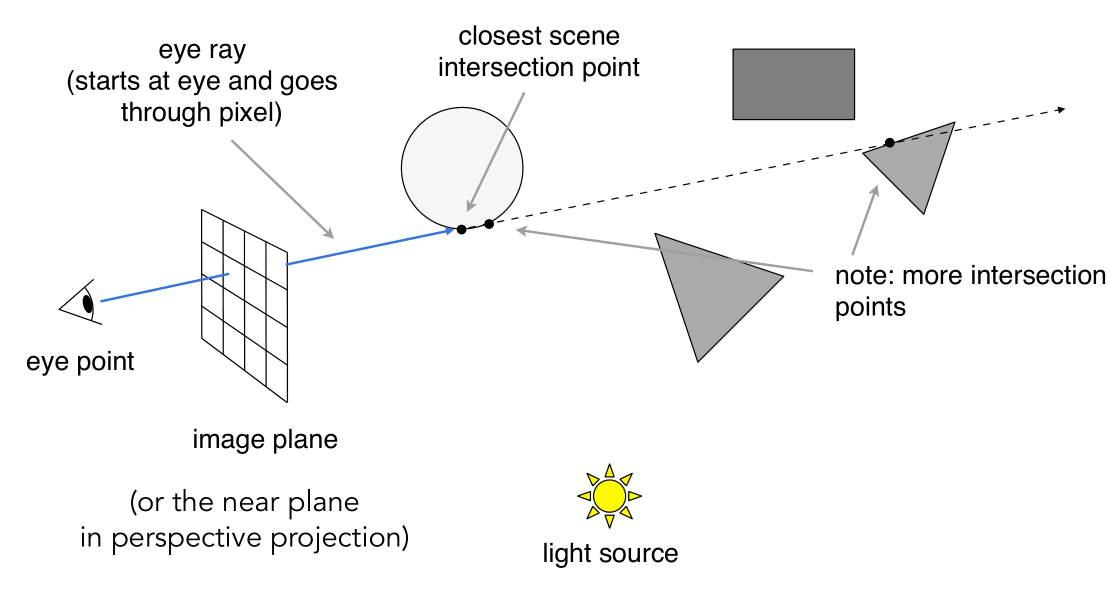 eye ray
(starts at eye and goes
through pixel)
closest scene
intersection point
note: more intersection
points
eye point
image plane
(or the near plane
in perspective projection)
light source